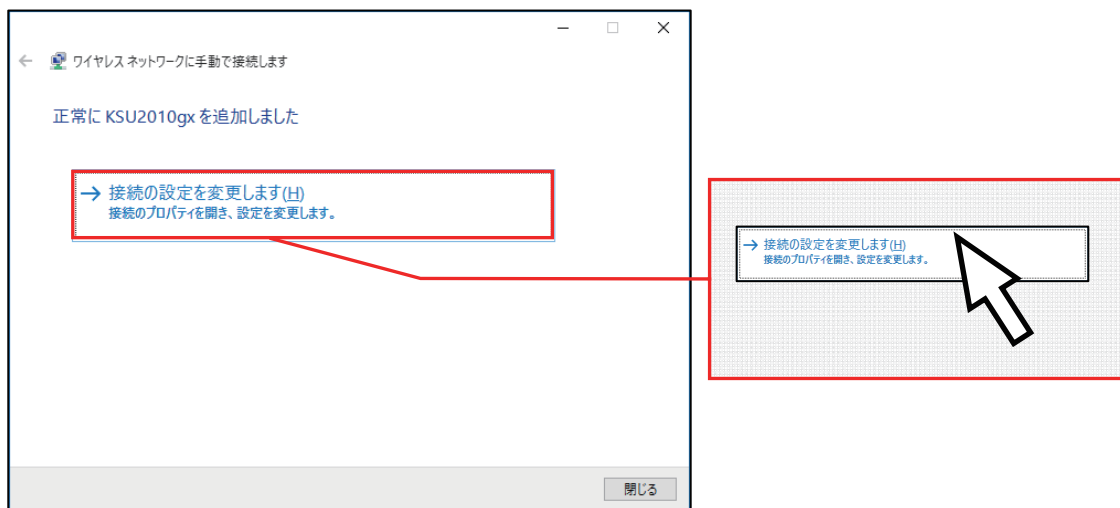 ワイヤレス ネットワークに手動で接続します
正常に KSU2010gx を追加しました
→ 接続の設定を変更します(H)
接続のプロパティを開き、設定を変更します。
→ 接続の設定を変更します(H)
接続のプロパティを開き、設定を変更します。
閉じる